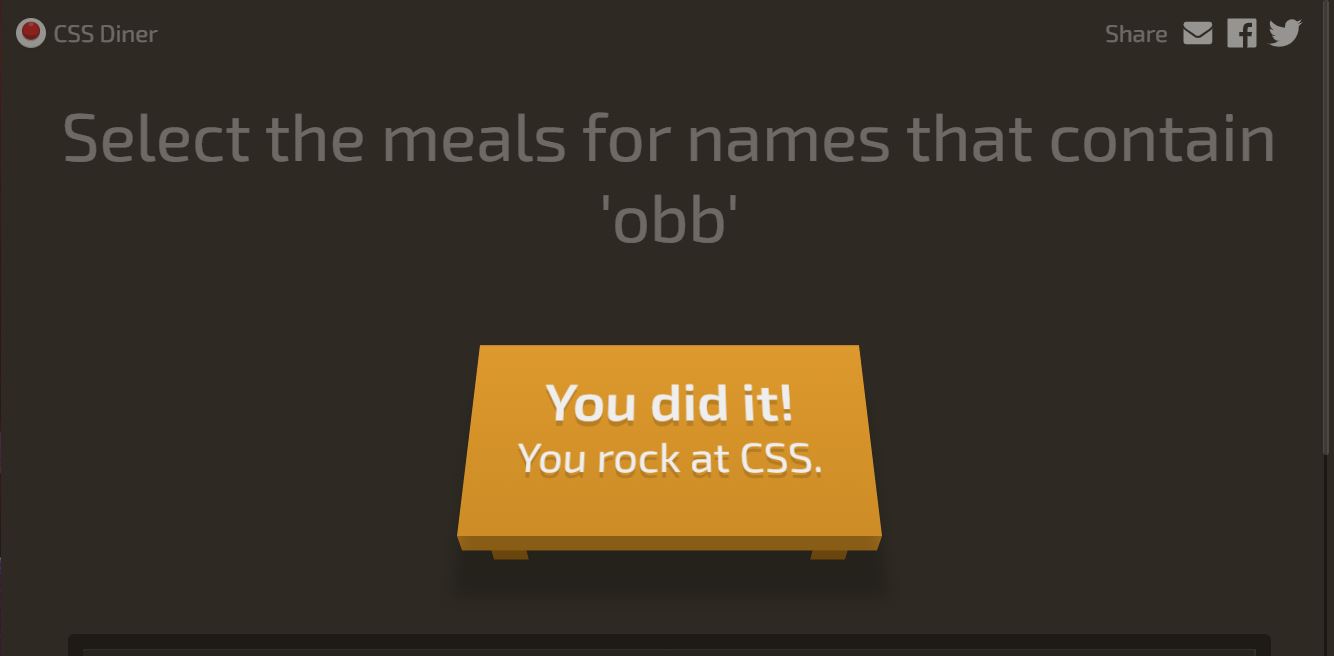 CSS Diner
Share
Select the meals for names that contain
'obb'
You did it!
You rock at CSS.